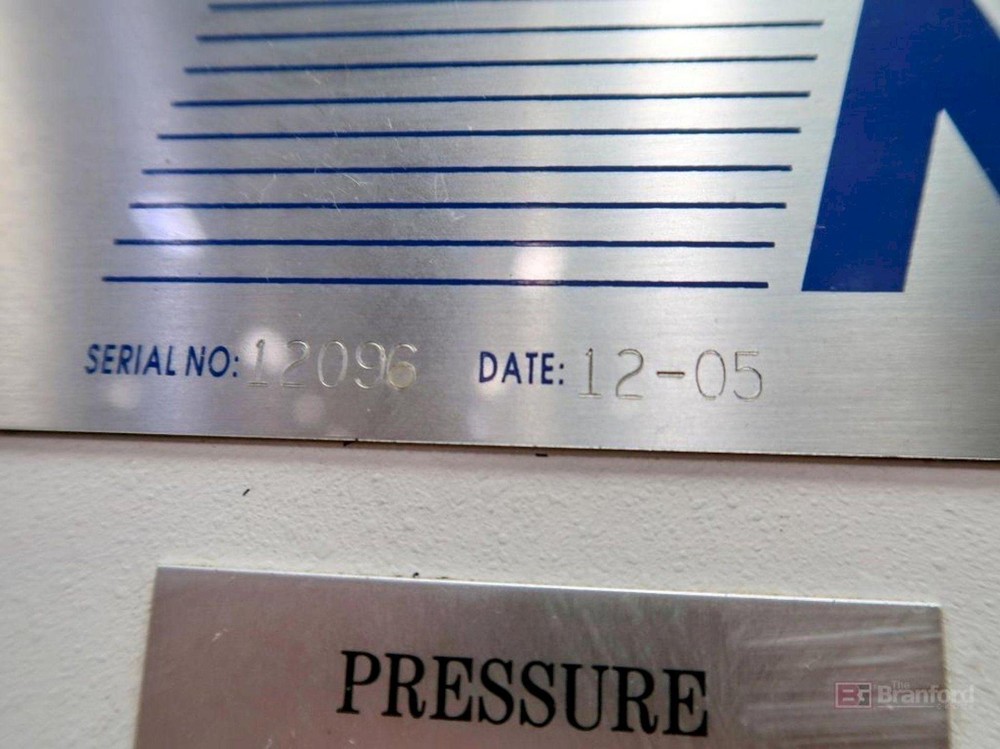 SERIAL NO: 12096 DATE: 12-05
PRESSURE
The
Branford